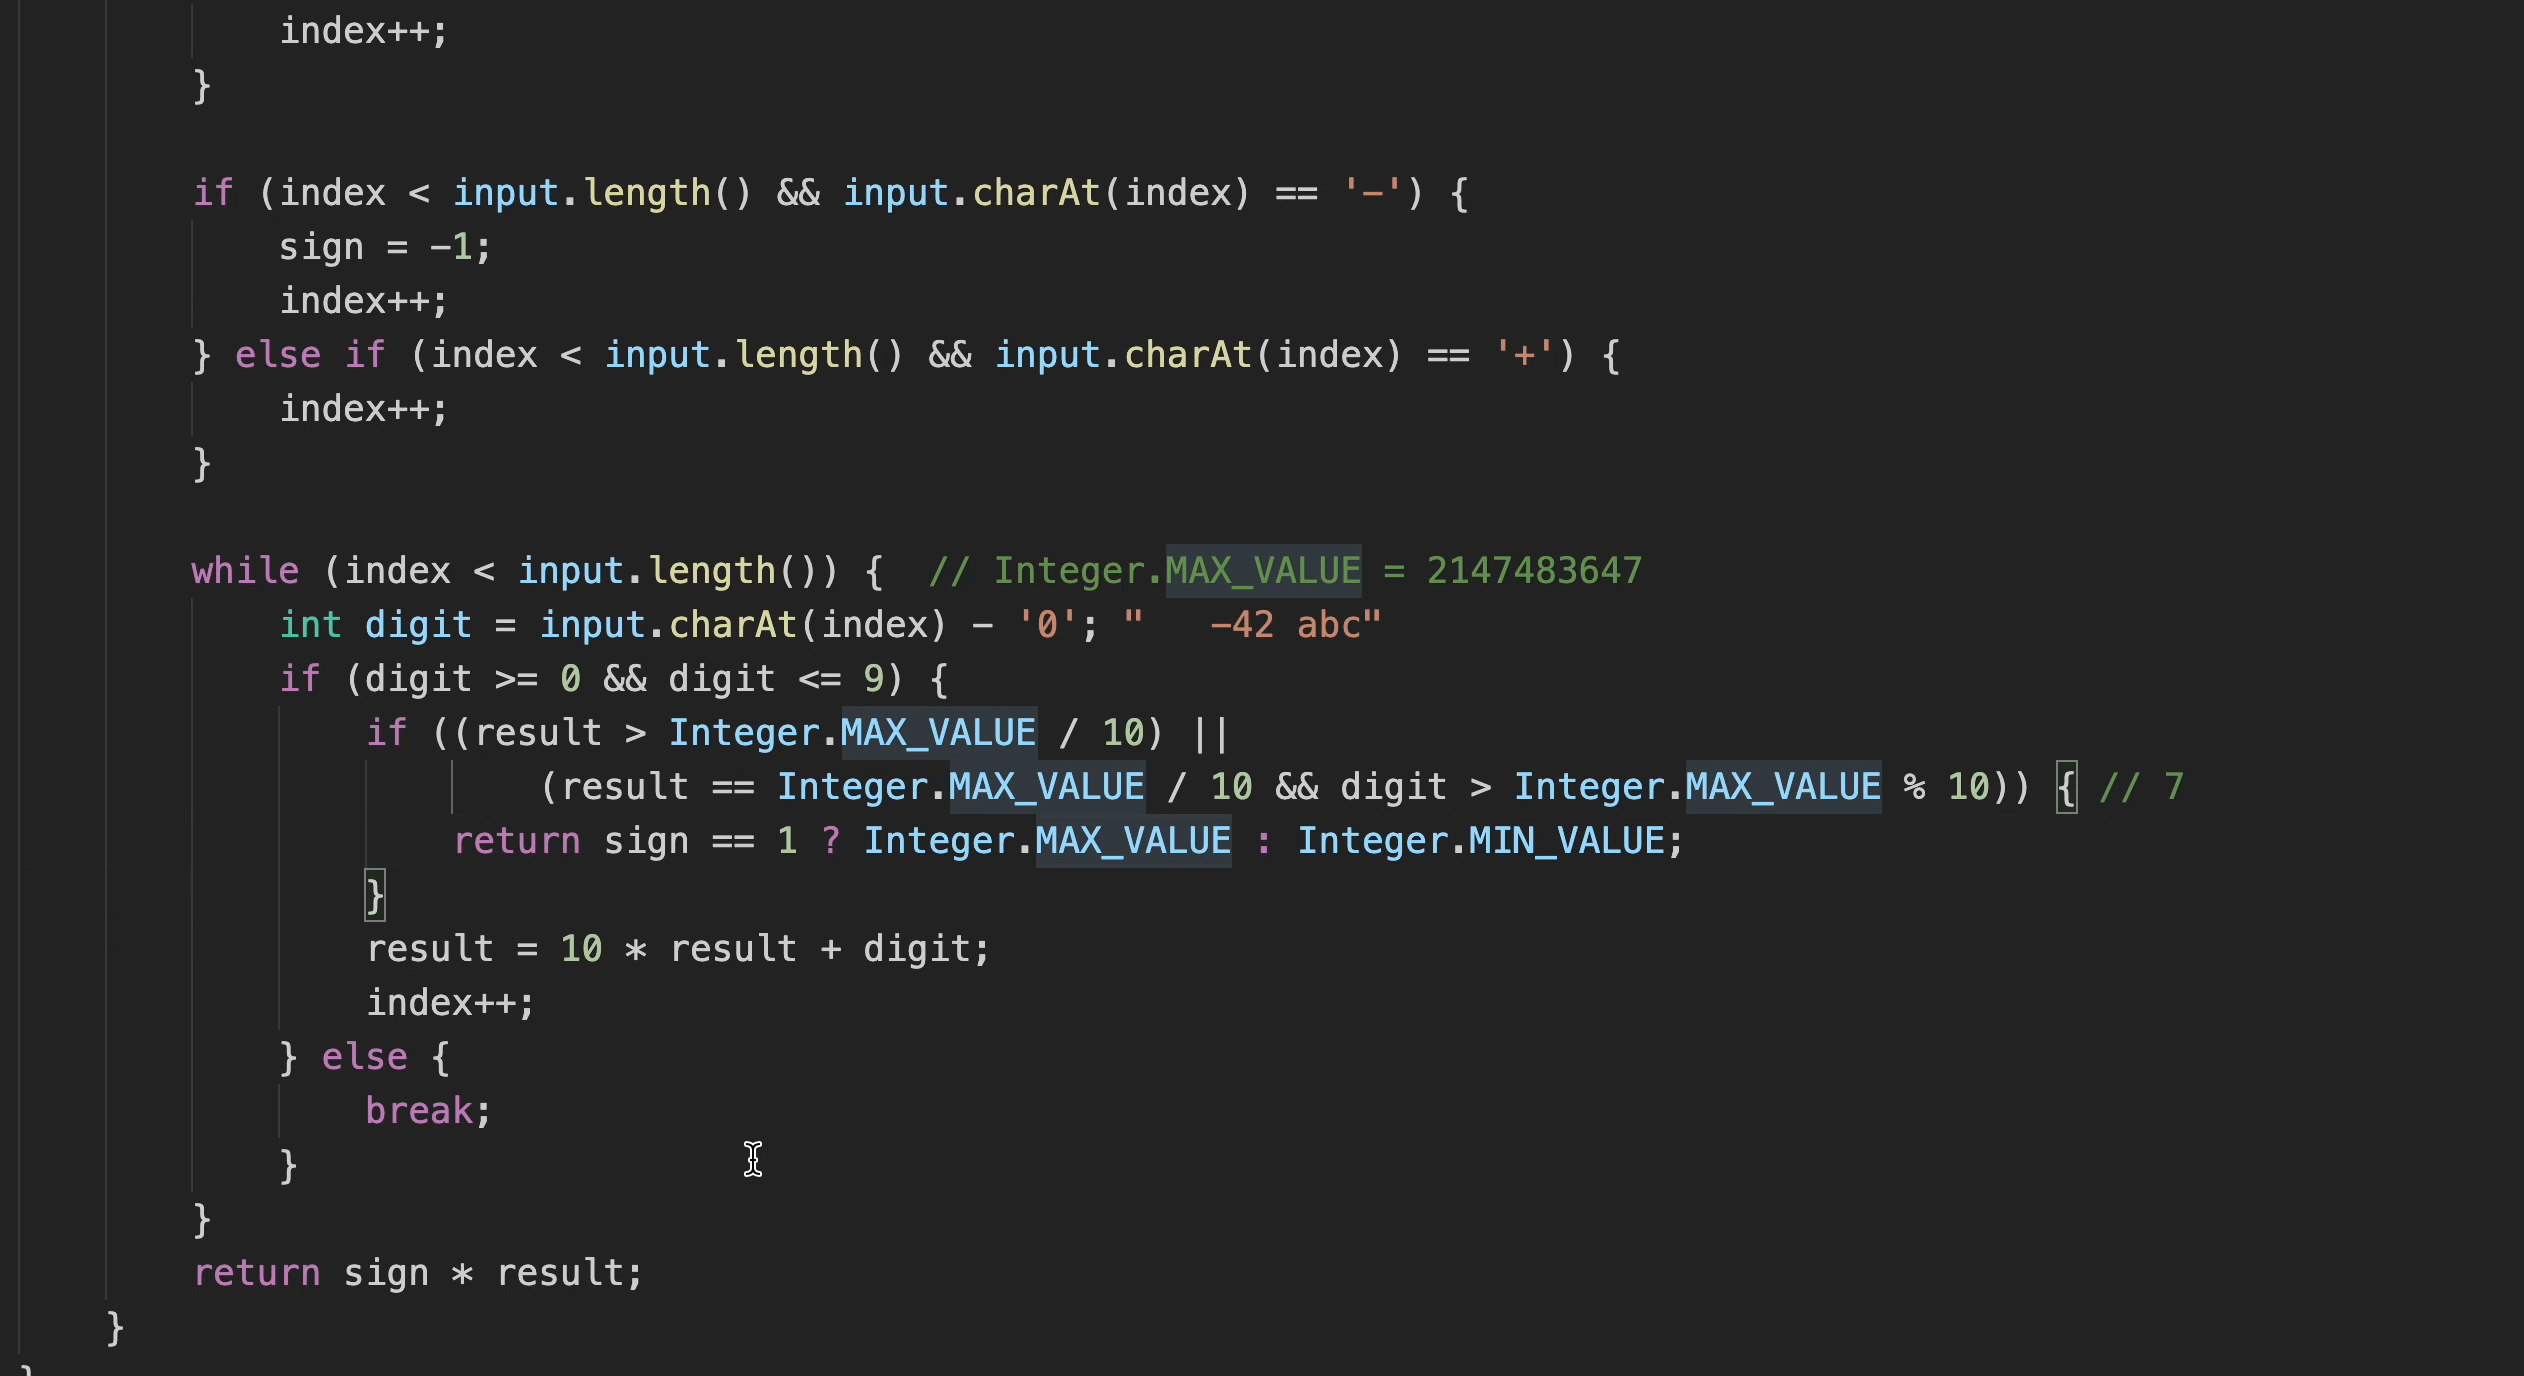 index++;
}
if (index < input.length() && input.charAt(index) == '-') {
sign = -1;
index++;
} else if (index < input.length() && input.charAt(index) == '+') {
index++;
}
while (index < input.length()) {  // Integer.MAX_VALUE = 2147483647
int digit = input.charAt(index) - '0'; "   -42 abc"
if (digit >= 0 && digit <= 9) {
if ((result > Integer.MAX_VALUE / 10) ||
(result == Integer.MAX_VALUE / 10 && digit > Integer.MAX_VALUE % 10)) { // 7
return sign == 1 ? Integer.MAX_VALUE : Integer.MIN_VALUE;
}
result = 10 * result + digit;
index++;
} else {
break;
}
}
return sign * result;
}
}